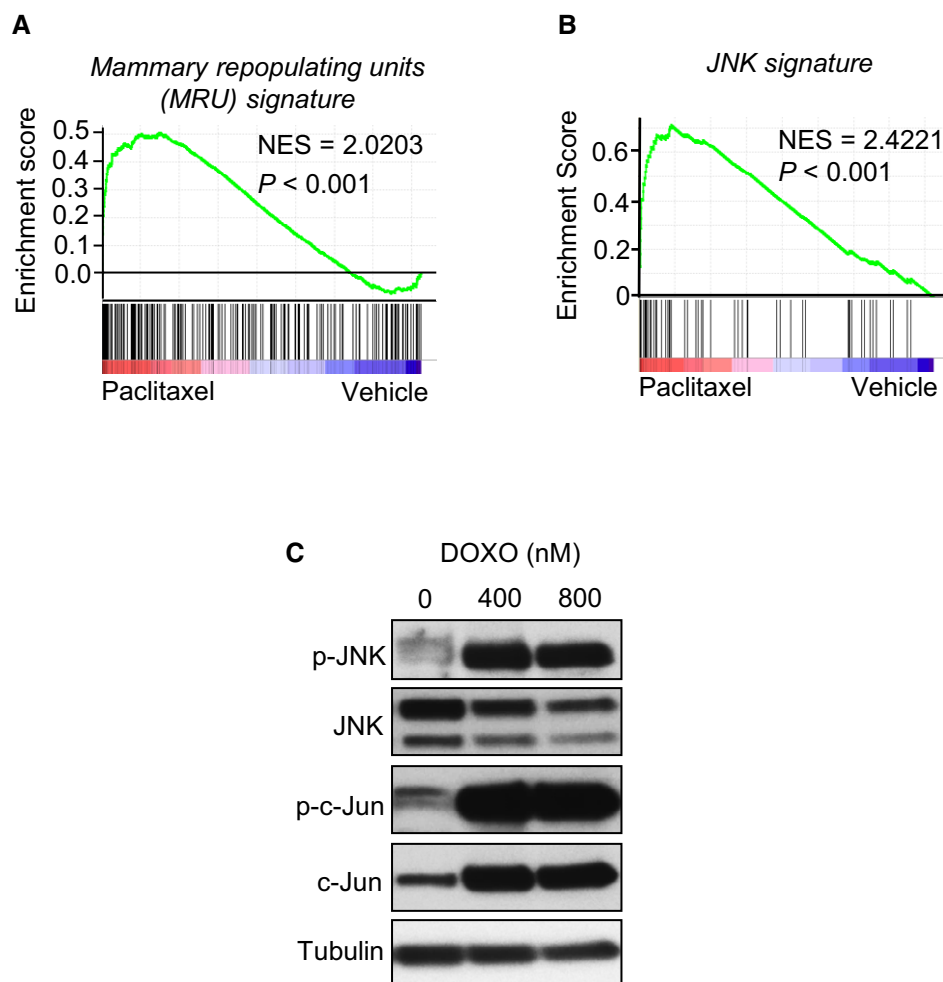 A
Mammary repopulating units
(MRU) signature
Enrichment score
0.5
0.4
0.3
0.2
0.1
0.0
NES = 2.0203
P < 0.001
Paclitaxel
Vehicle
B
JNK signature
Enrichment Score
0.6
0.4
0.2
0
NES = 2.4221
P < 0.001
Paclitaxel
Vehicle
C
DOXO (nM)
0 400 800
p-JNK
JNK
p-c-Jun
c-Jun
Tubulin